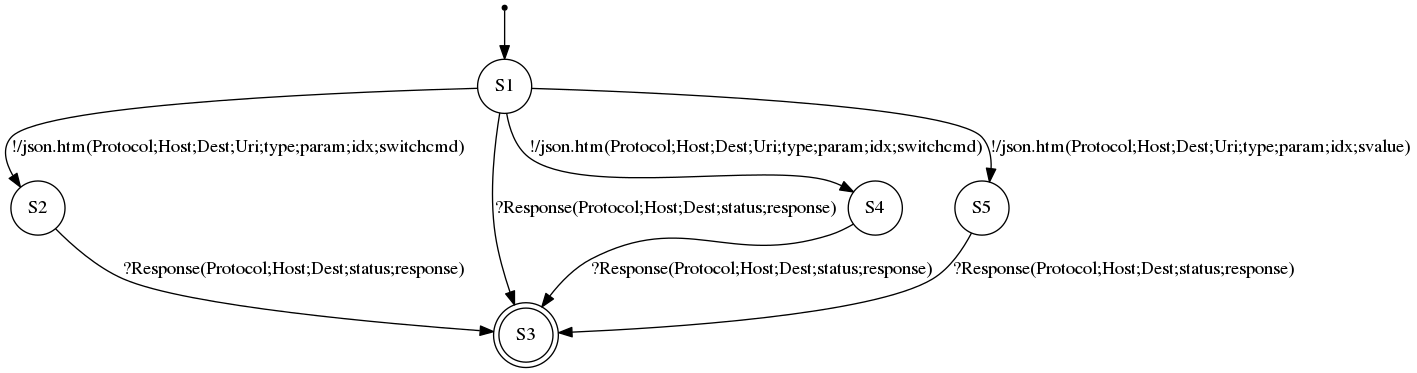 S1
!/json.htm(Protocol;Host;Dest;Uri;type;param;idx;switchcmd)
!/json.htm(Protocol;Host;Dest;Uri;type;param;idx;switchcmd)
!/json.htm(Protocol;Host;Dest;Uri;type;param;idx;svalue)
S2
?Response(Protocol;Host;Dest;status;response)
S4
S5
?Response(Protocol;Host;Dest;status;response)
?Response(Protocol;Host;Dest;status;response)
?Response(Protocol;Host;Dest;status;response)
S3